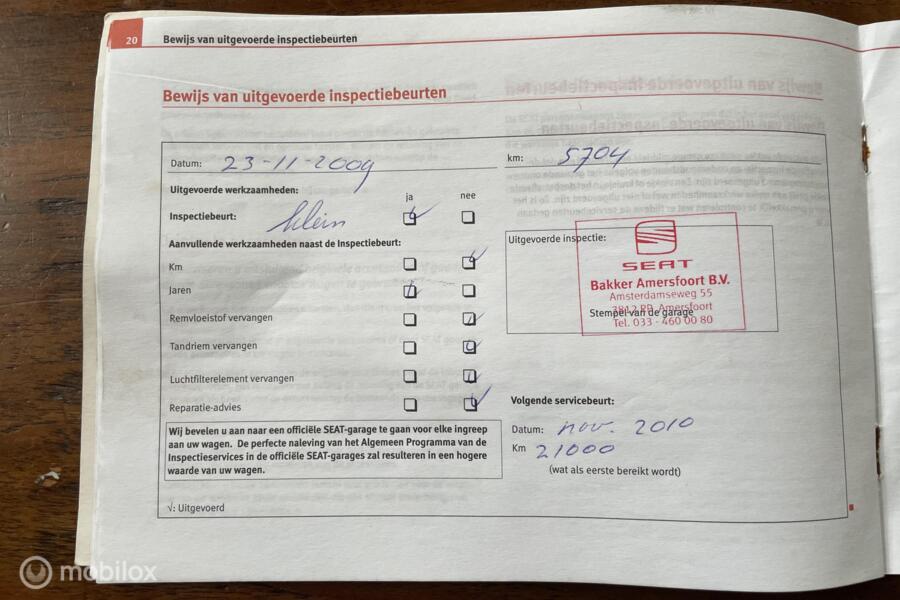 20
Bewijs van uitgevoerde inspectiebeurten
Bewijs van uitgevoerde inspectiebeurten
Datum: 23-11-2009
km: 5704
Uitgevoerde werkzaamheden:
ja
nee
Inspectiebeurt: klein
Aanvullende werkzaamheden naast de Inspectiebeurt:
Km
Jaren
Remvloeistof vervangen
Tandriem vervangen
Luchtfilterelement vervangen
Reparatie-advies
Wij bevelen u aan naar een officiële SEAT-garage te gaan voor elke ingreep
aan uw wagen. De perfecte naleving van het Algemeen Programma van de
Inspectieservices in de officiële SEAT-garages zal resulteren in een hogere
waarde van uw wagen.
√: Uitgevoerd
Uitgevoerde inspectie:
SEAT
Bakker Amersfoort B.V.
Amsterdamseweg 55
3812 RR Amersfoort
Stempel van de garage
Tel. 033 - 460 00 80
Volgende servicebeurt:
Datum: nov. 2010
Km 21000
(wat als eerste bereikt wordt)
mobilox